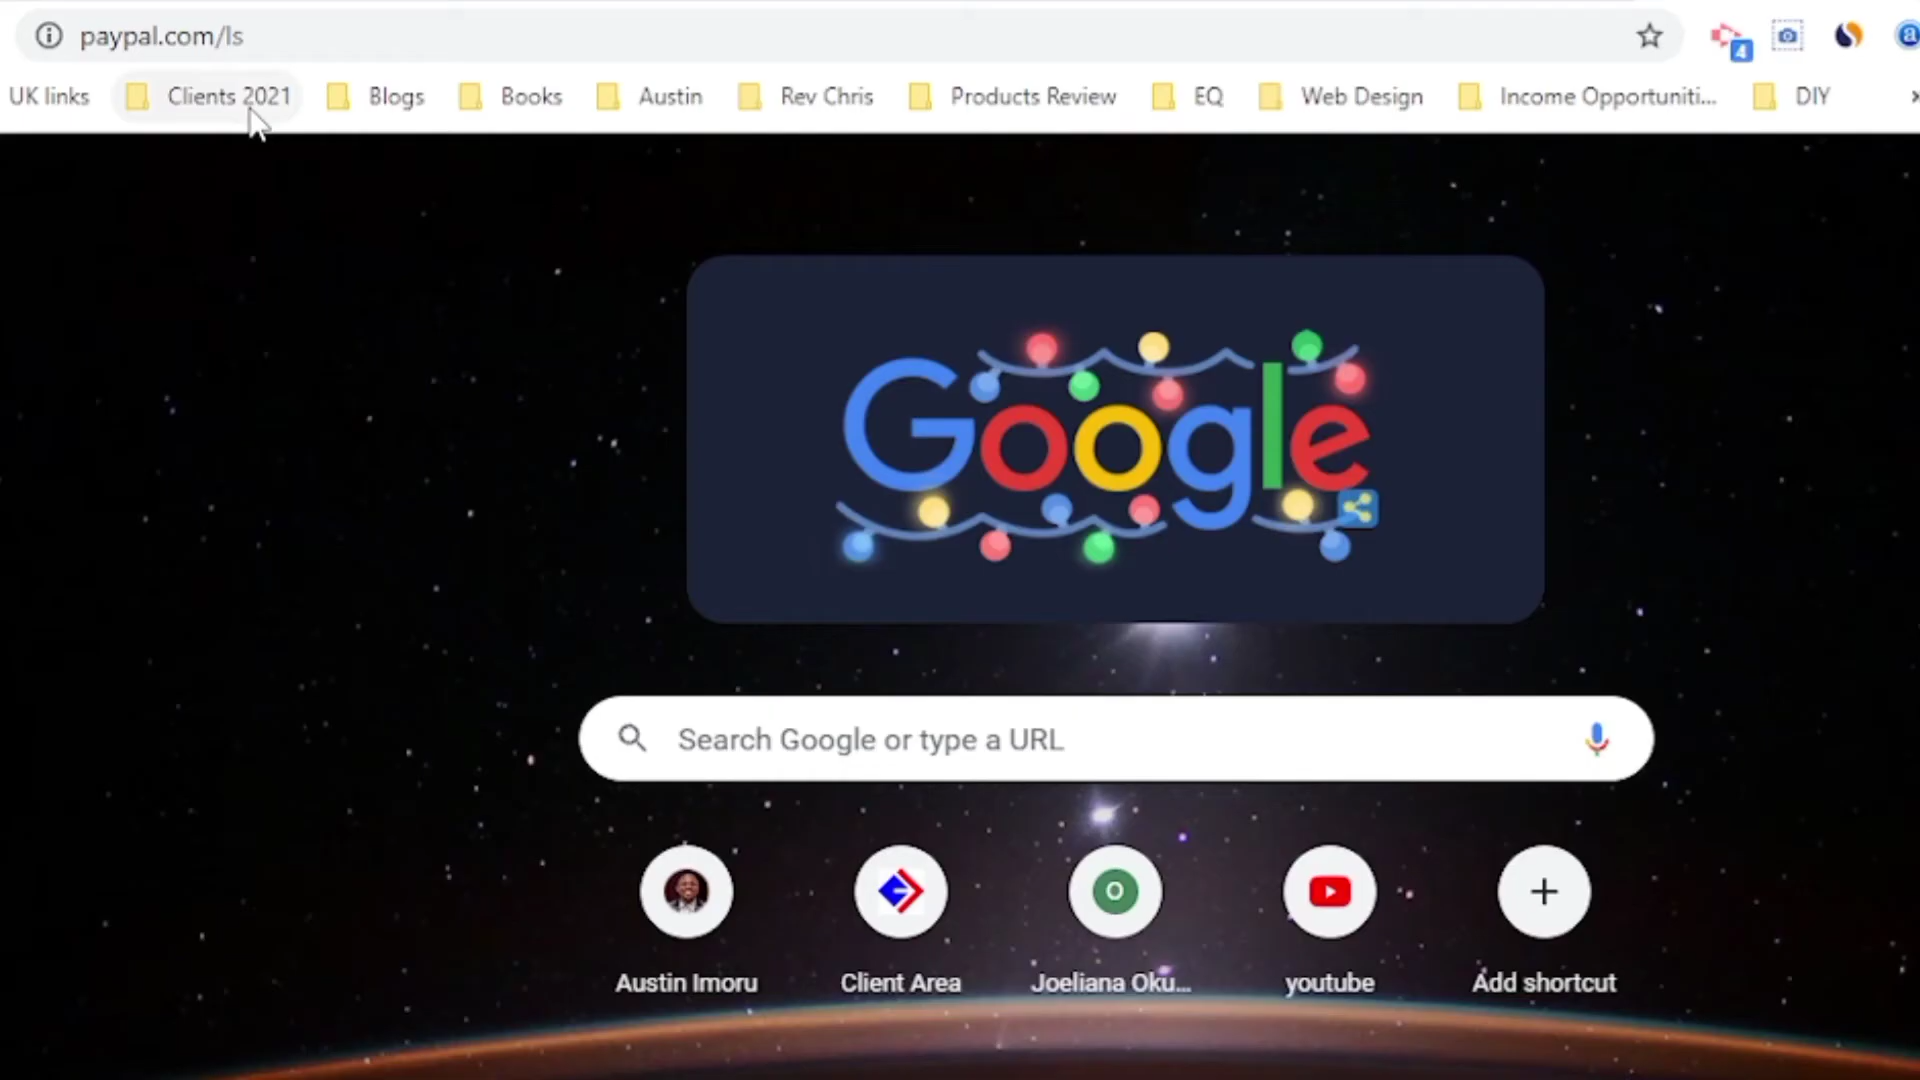 paypal.com/ls
4
UK links Clients 2021 Blogs Books Austin Rev Chris Products Review EQ Web Design Income Opportuniti... DIY
Google
Search Google or type a URL
O
Austin Imoru Client Area Joeliana Oku... youtube Add shortcut